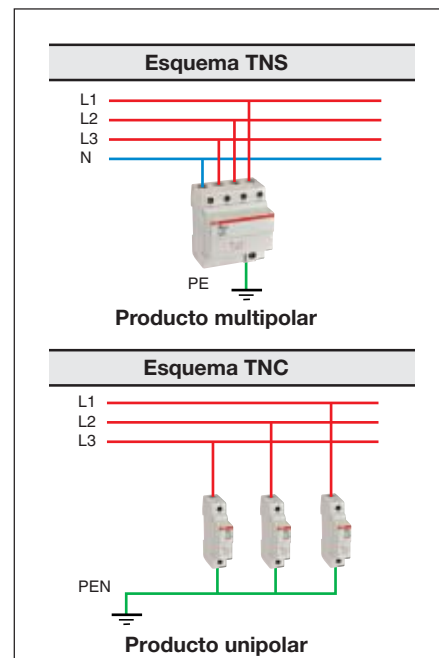 Esquema TNS
L1
L2
L3
N
PE
Producto multipolar
Esquema TNC
L1
L2
L3
PEN
Producto unipolar